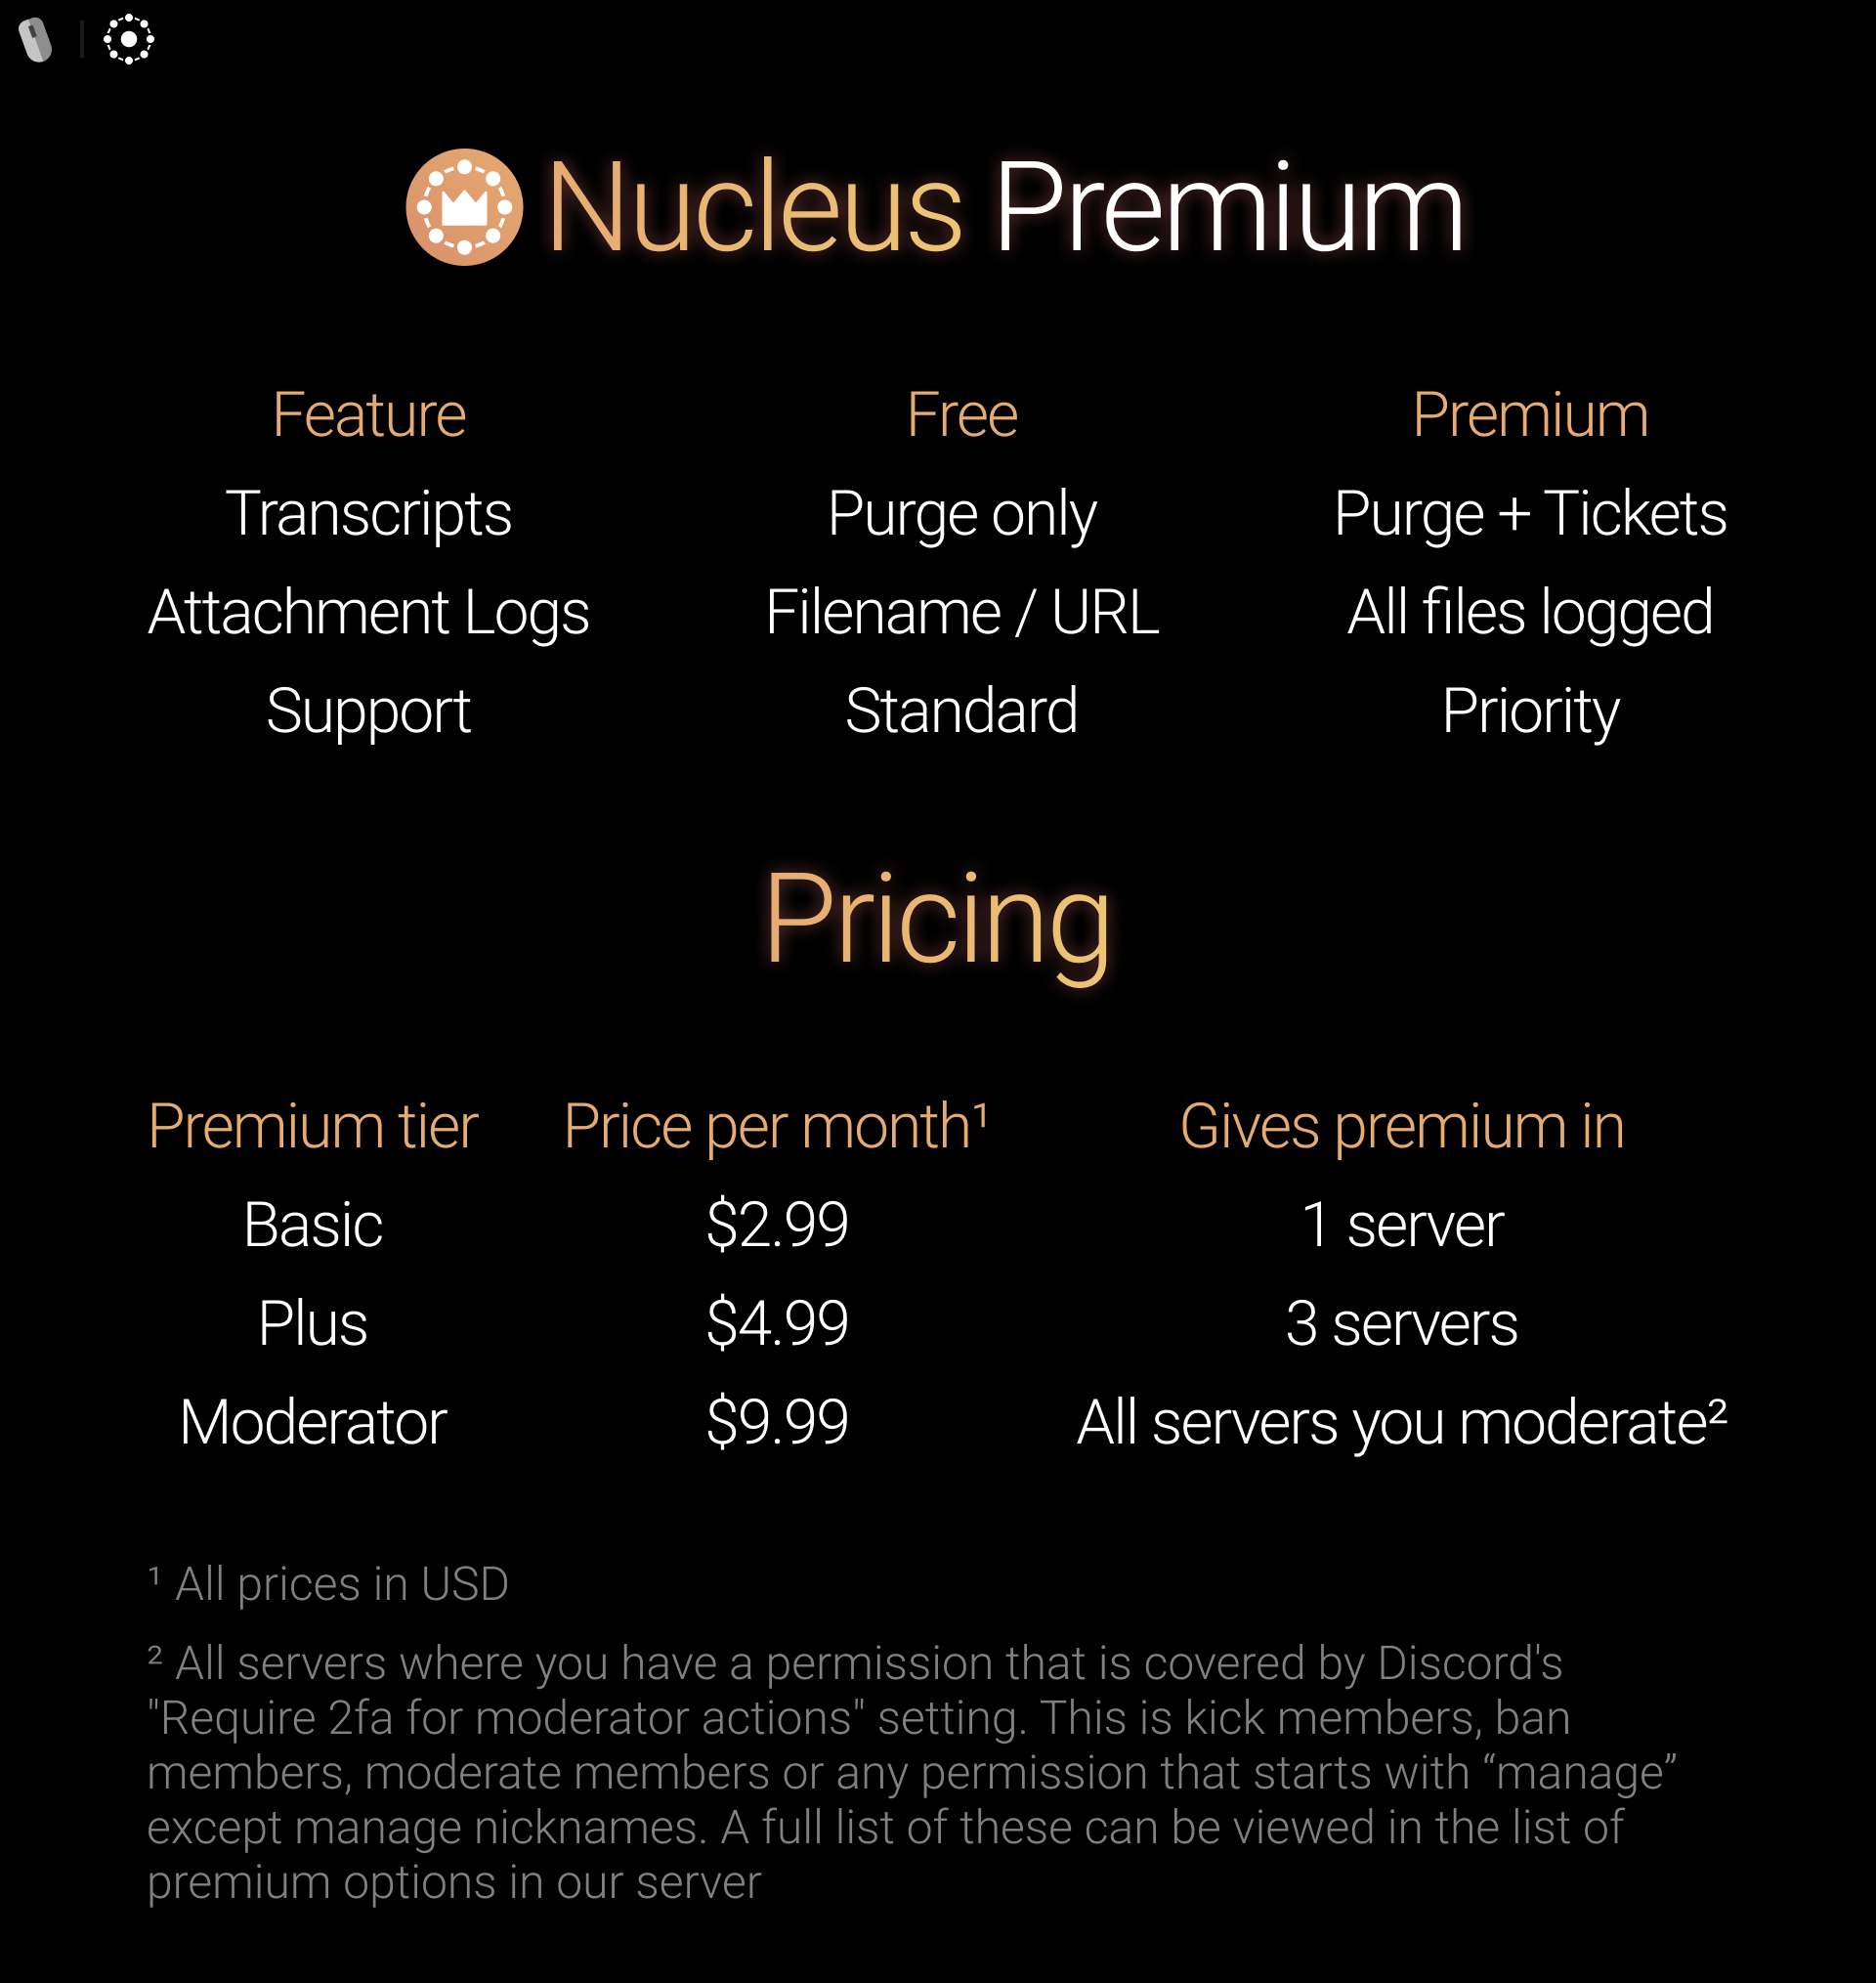 Nucleus Premium
Feature Free Premium
Transcripts Purge only Purge + Tickets
Attachment Logs Filename / URL All files logged
Support Standard Priority
Pricing
Premium tier Price per month¹ Gives premium in
Basic $2.99 1 server
Plus $4.99 3 servers
Moderator $9.99 All servers you moderate²
¹ All prices in USD
² All servers where you have a permission that is covered by Discord's
"Require 2fa for moderator actions" setting. This is kick members, ban
members, moderate members or any permission that starts with “manage”
except manage nicknames. A full list of these can be viewed in the list of
premium options in our server